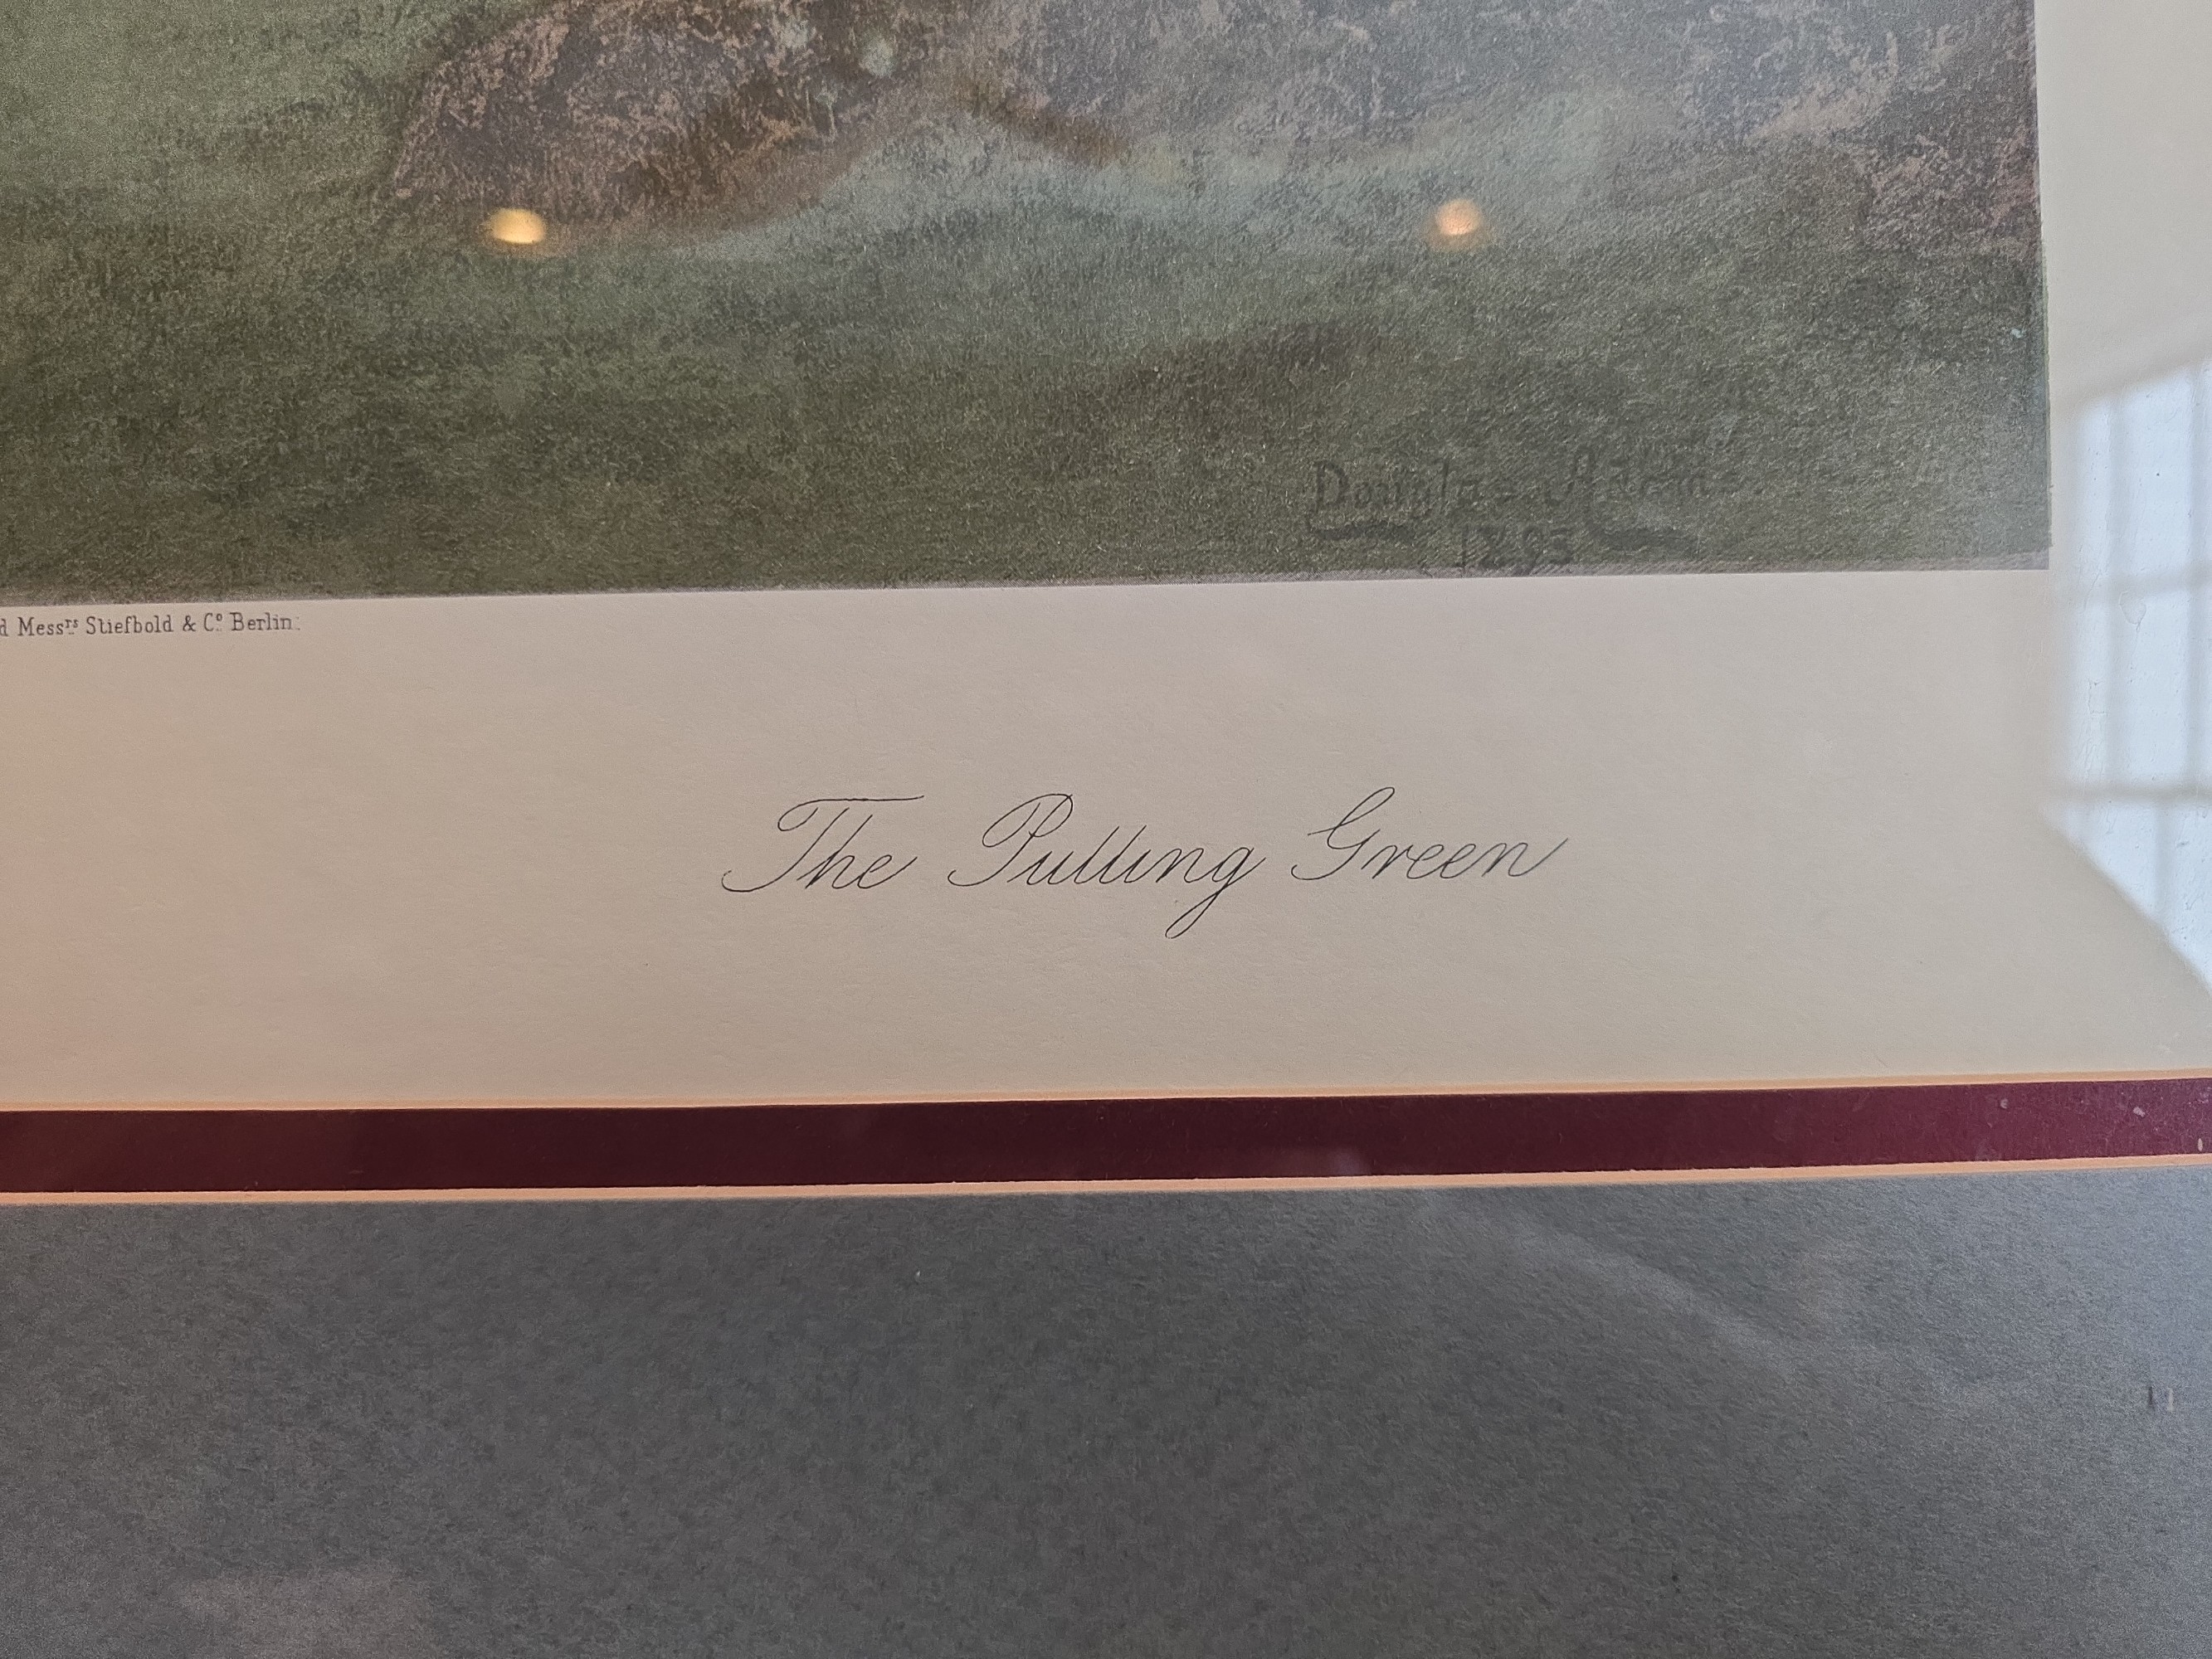 Douglas Adams
1893
d Messrs Stiefbold & Co Berlin.
The Putting Green